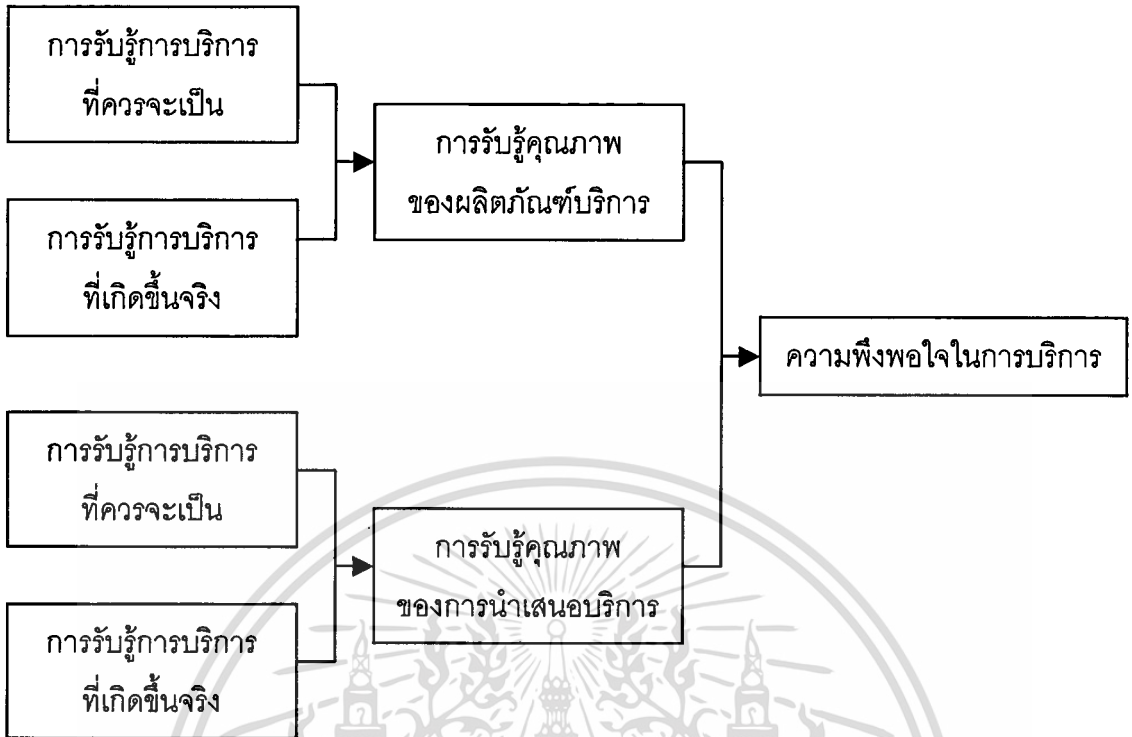 การรับรู้การบริการ
ที่ควรจะเป็น
การรับรู้การบริการ
ที่เกิดขึ้นจริง
การรับรู้คุณภาพ
ของผลิตภัณฑ์บริการ
การรับรู้การบริการ
ที่ควรจะเป็น
การรับรู้การบริการ
ที่เกิดขึ้นจริง
การรับรู้คุณภาพ
ของการนำเสนอบริการ
ความพึงพอใจในการบริการ